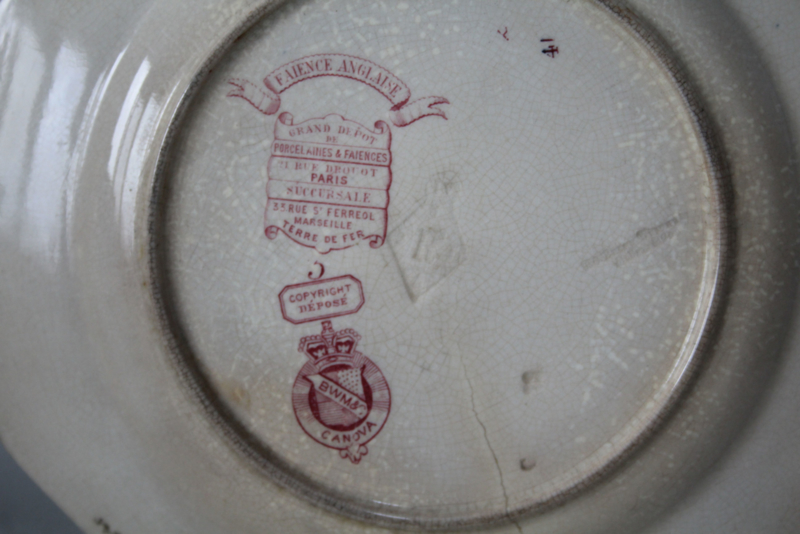 FAIENCE ANGLAISE
GRAND DEPOT
DE
PORCELAINES & FAIENCES
21 RUE DROUOT
PARIS
SUCCURSALE
33 RUE ST FERREOL
MARSEILLE
TERRE DE FER
COPYRIGHT
DÉPOSÉ
BWM&
CANOVA